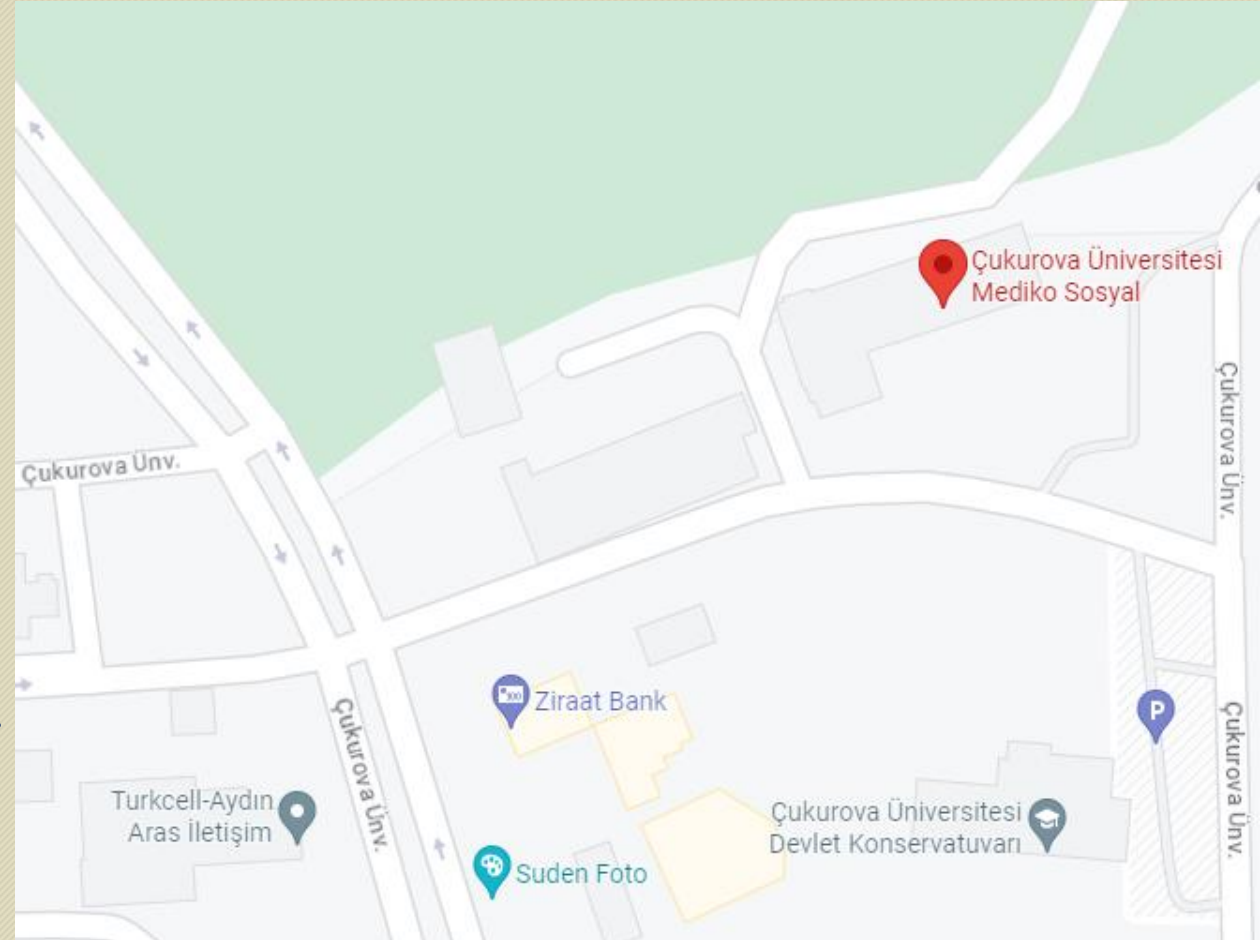 Çukurova Üniversitesi
Mediko Sosyal
Çukurova Ünv.
Çukurova Ünv.
Ziraat Bank
Çukurova Ünv.
Çukurova Ünv.
P
Turkcell-Aydın
Aras İletişim
Çukurova Üniversitesi
Devlet Konservatuvarı
Suden Foto